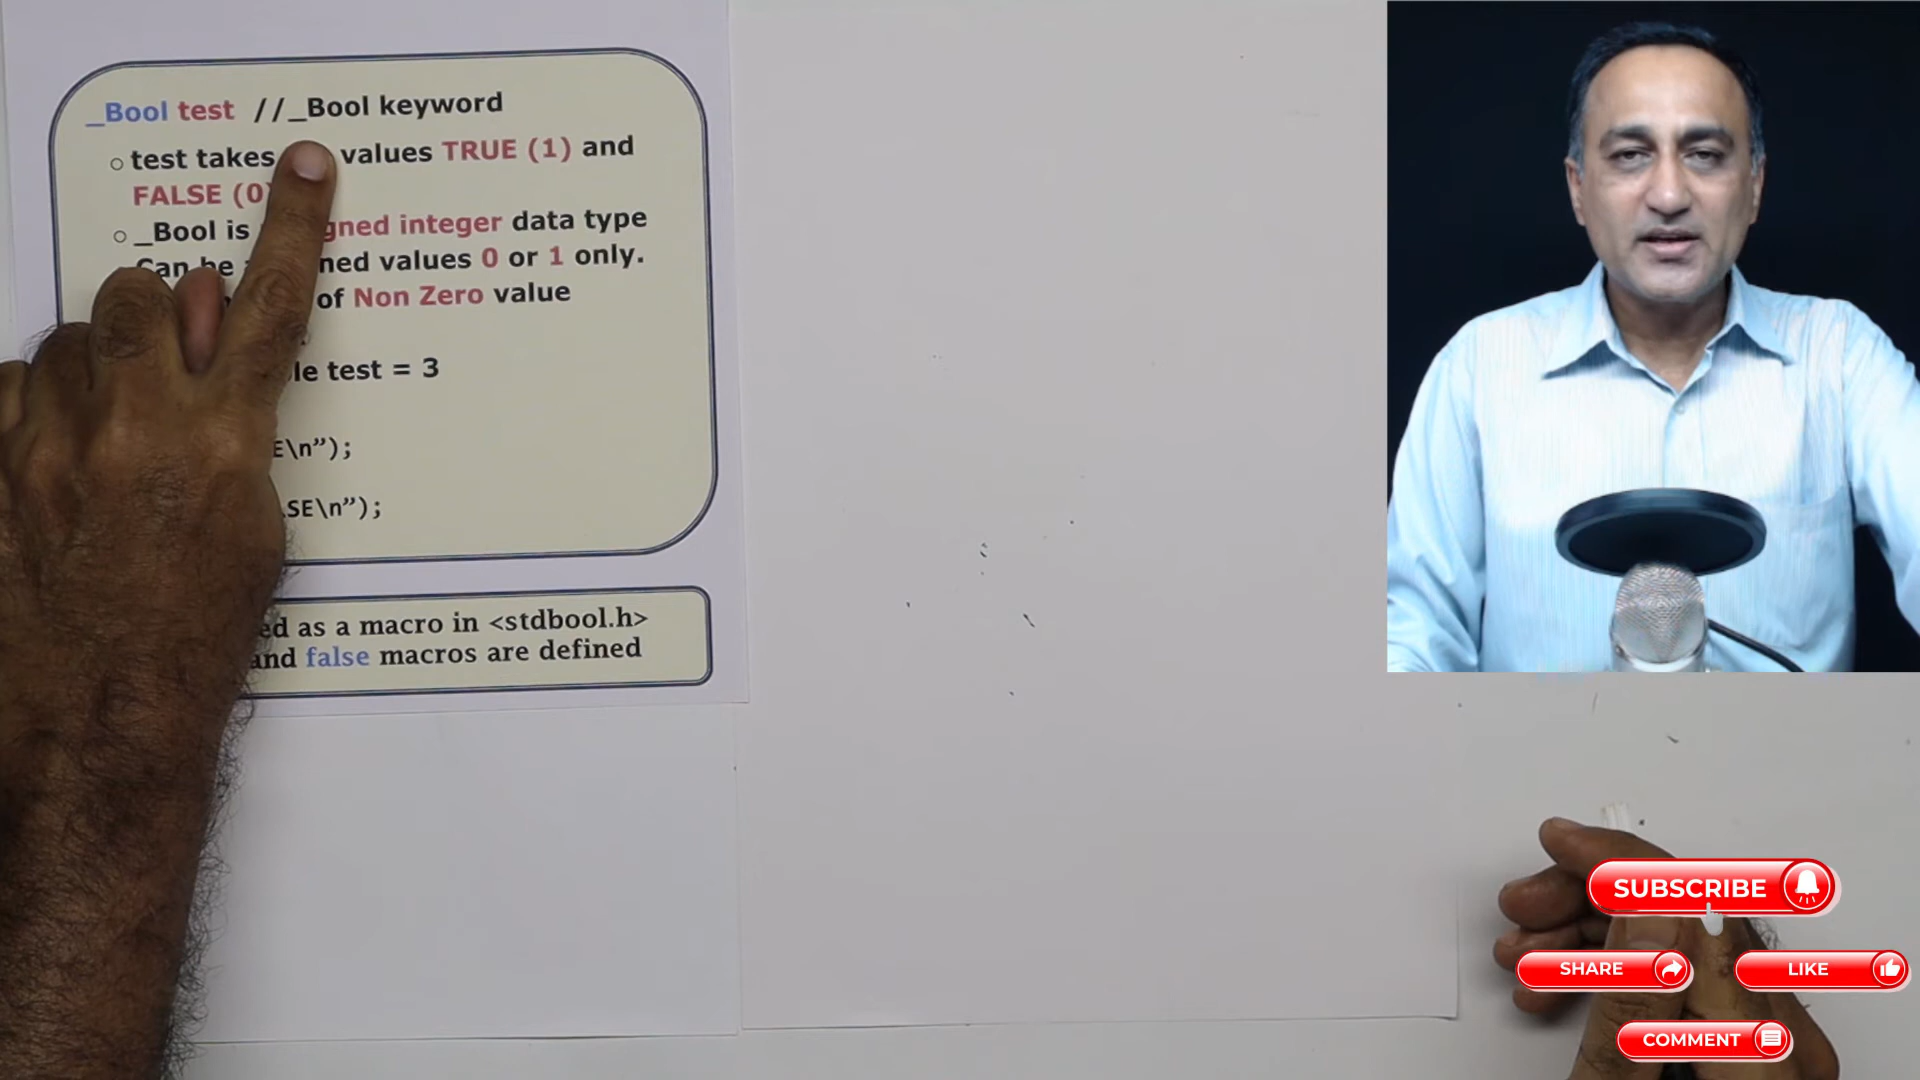 _Bool test //_Bool keyword
test takes values TRUE (1) and
FALSE (0
_Bool is gned integer data type
Can be ned values 0 or 1 only.
of Non Zero value
le test = 3
E\n”);
SE\n”);
ed as a macro in <stdbool.h>
and false macros are defined
SUBSCRIBE
SHARE
LIKE
COMMENT